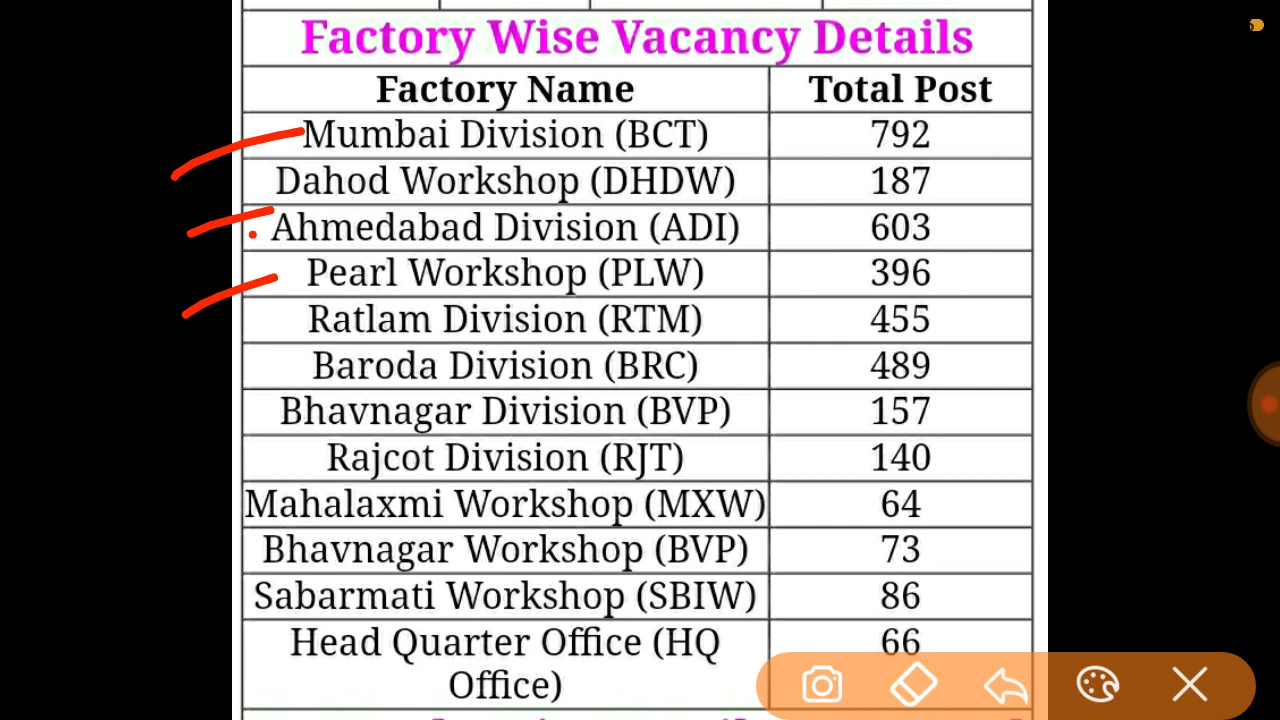 Factory Wise Vacancy Details
Factory Name Total Post
Mumbai Division (BCT) 792
Dahod Workshop (DHDW) 187
Ahmedabad Division (ADI) 603
Pearl Workshop (PLW) 396
Ratlam Division (RTM) 455
Baroda Division (BRC) 489
Bhavnagar Division (BVP) 157
Rajcot Division (RJT) 140
Mahalaxmi Workshop (MXW) 64
Bhavnagar Workshop (BVP) 73
Sabarmati Workshop (SBIW) 86
Head Quarter Office (HQ 66
Office)